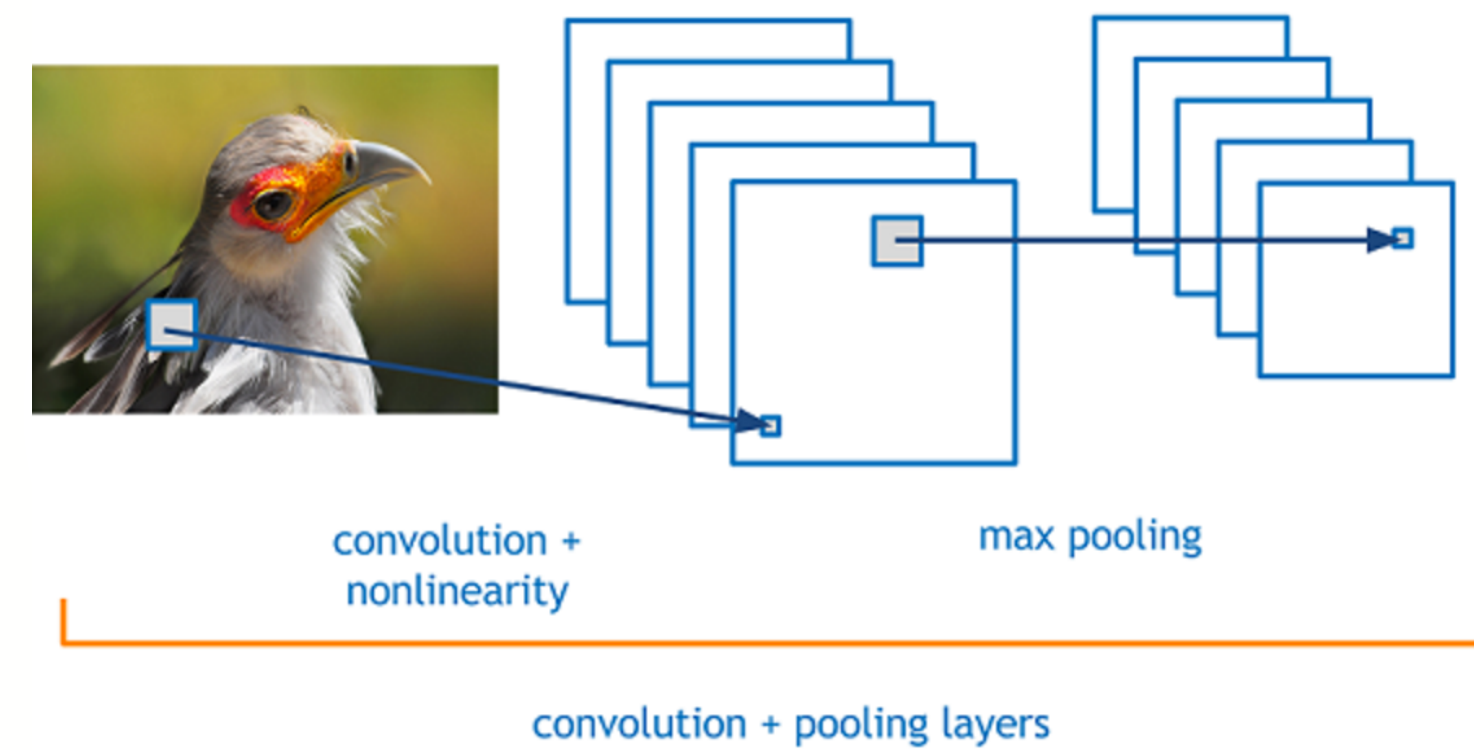 convolution +
nonlinearity
max pooling
convolution + pooling layers